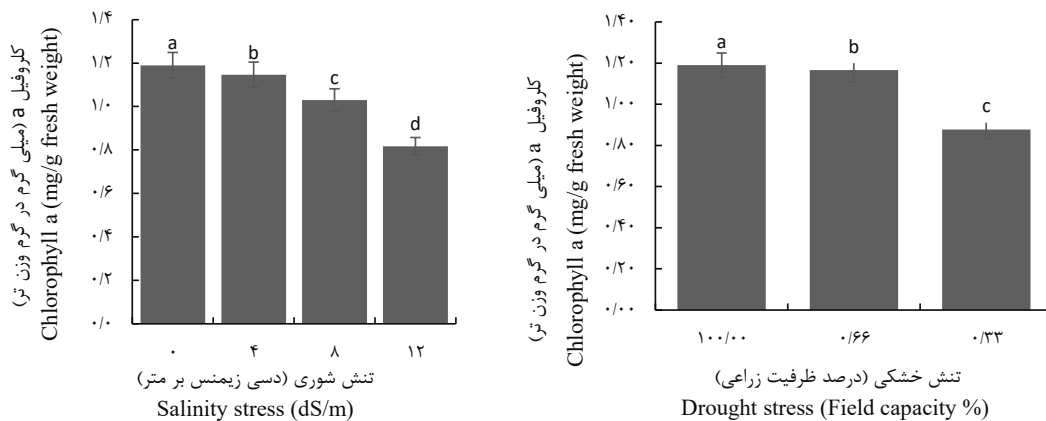 کلروفیل a (میلی گرم در گرم وزن تر)
Chlorophyll a (mg/g fresh weight)
۱/۴
۱/۲
۱/۰
۰/۸
۰/۶
۰/۴
۰/۲
۰/۰
a
b
c
d
۰ ۴ ۸ ۱۲
تنش شوری (دسی زیمنس بر متر)
Salinity stress (dS/m)
کلروفیل a (میلی گرم در گرم وزن تر)
Chlorophyll a (mg/g fresh weight)
۱/۴۰
۱/۲۰
۱/۰۰
۰/۸۰
۰/۶۰
۰/۴۰
۰/۲۰
۰/۰۰
a
b
c
۱۰۰/۰۰ ۰/۶۶ ۰/۳۳
تنش خشکی (درصد ظرفیت زراعی)
Drought stress (Field capacity %)